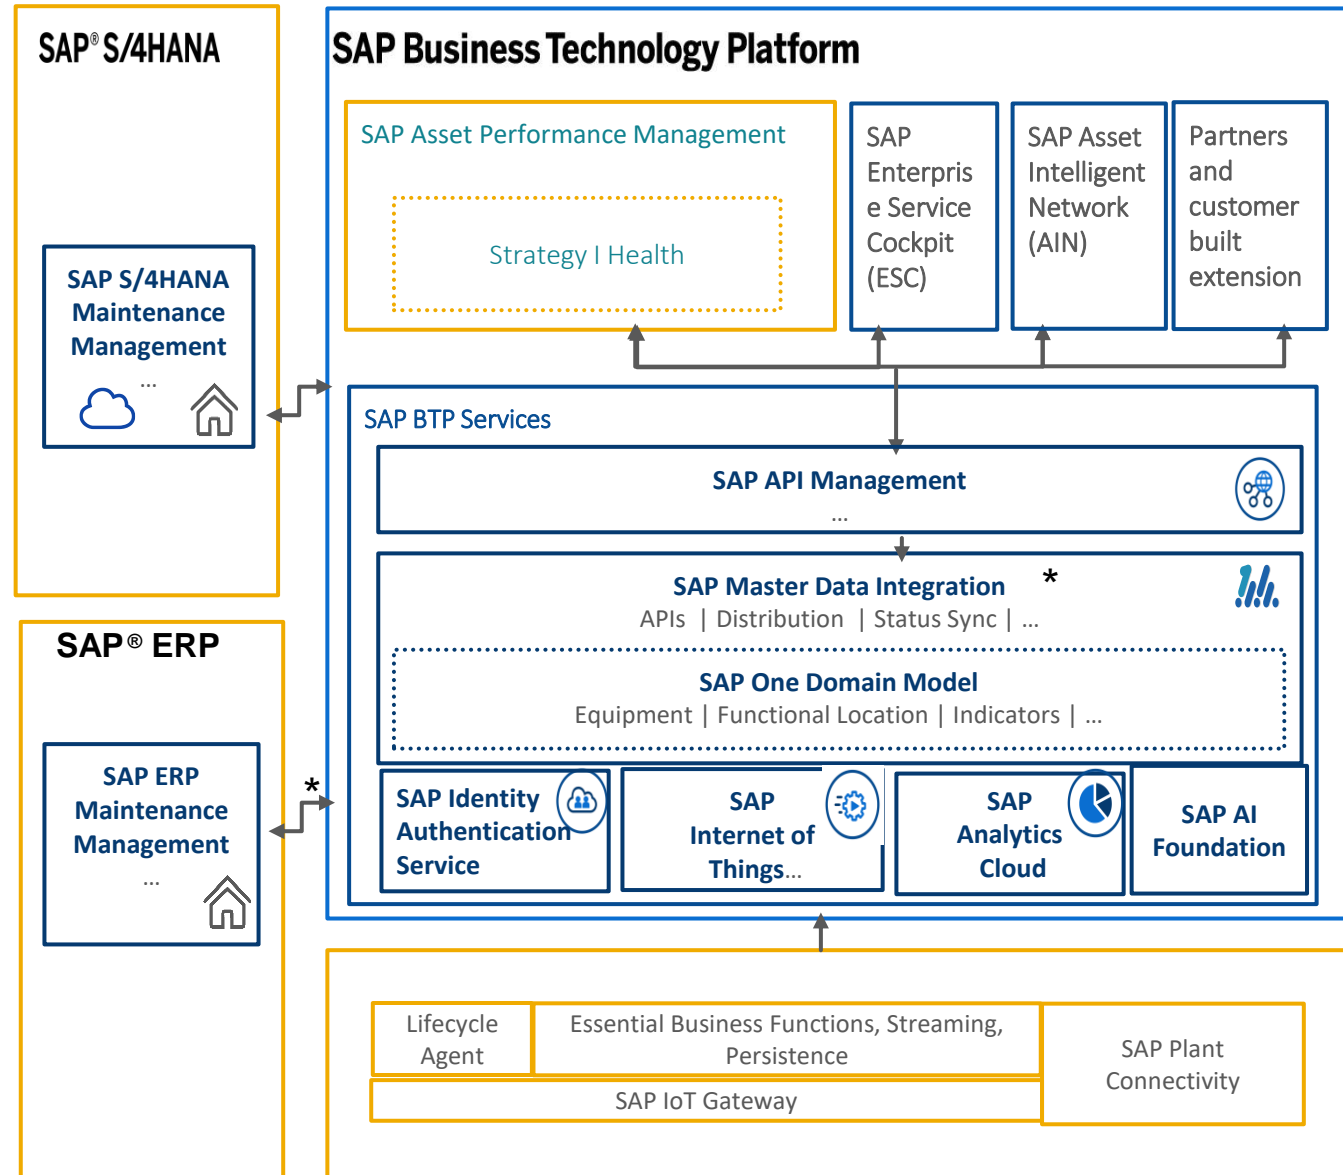 SAP® S/4HANA
SAP S/4HANA
Maintenance
Management
...
SAP® ERP
*
SAP ERP
Maintenance
Management
...
SAP Business Technology Platform
SAP Asset Performance Management
Strategy I Health
SAP
Enterpris
e Service
Cockpit
(ESC)
SAP Asset
Intelligent
Network
(AIN)
Partners
and
customer
built
extension
SAP BTP Services
SAP API Management
...
SAP Master Data Integration *
APIs | Distribution | Status Sync | ...
SAP One Domain Model
Equipment | Functional Location | Indicators | ...
SAP Identity
Authentication
Service
SAP
Internet of
Things...
SAP
Analytics
Cloud
SAP AI
Foundation
Lifecycle
Agent
Essential Business Functions, Streaming,
Persistence
SAP Plant
Connectivity
SAP IoT Gateway